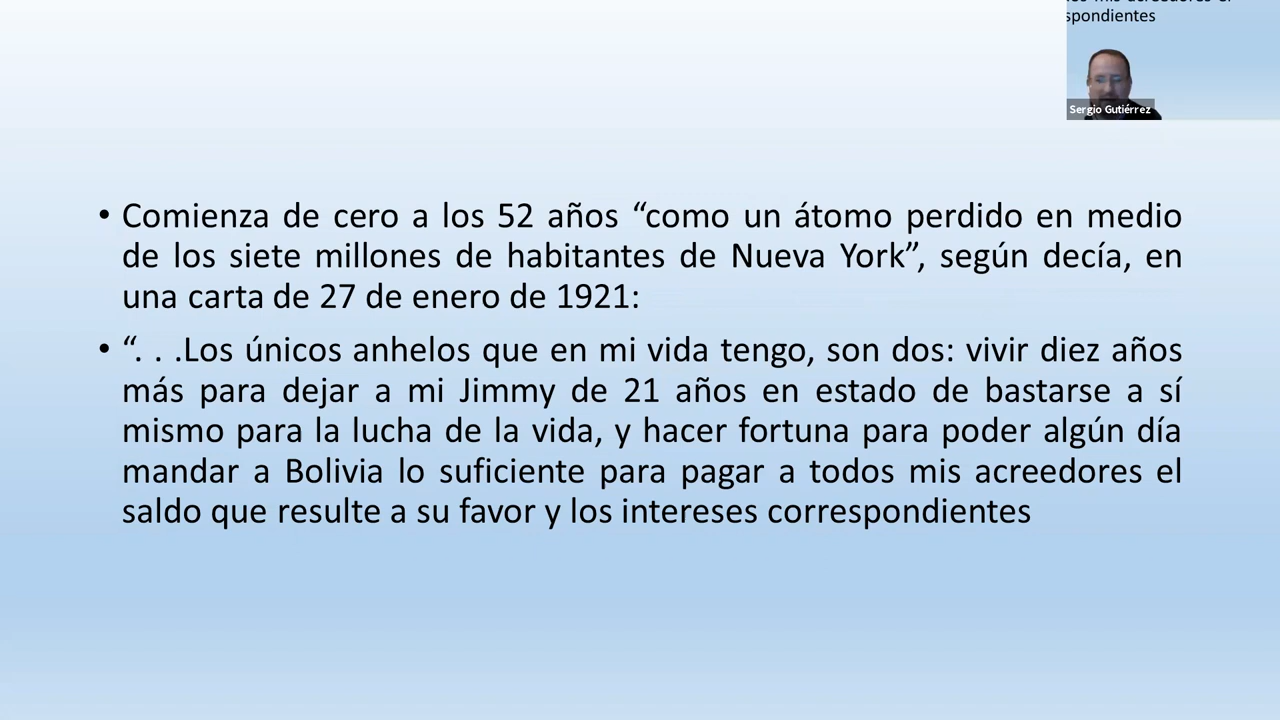 spondientes
Sergio Gutiérrez
• Comienza de cero a los 52 años “como un átomo perdido en medio
de los siete millones de habitantes de Nueva York”, según decía, en
una carta de 27 de enero de 1921:
• “. . .Los únicos anhelos que en mi vida tengo, son dos: vivir diez años
más para dejar a mi Jimmy de 21 años en estado de bastarse a sí
mismo para la lucha de la vida, y hacer fortuna para poder algún día
mandar a Bolivia lo suficiente para pagar a todos mis acreedores el
saldo que resulte a su favor y los intereses correspondientes